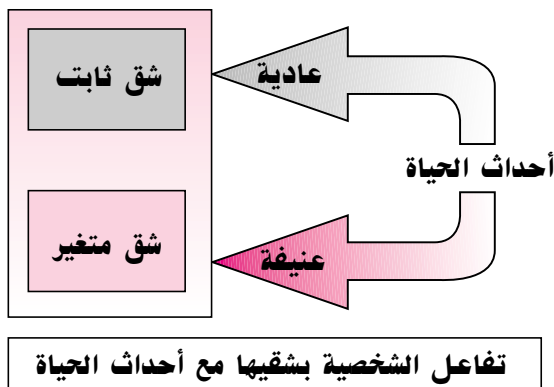 شق ثابت
عادية
أحداث الحياة
شق متغير
عنيفة
تفاعل الشخصية بشقيها مع أحداث الحياة